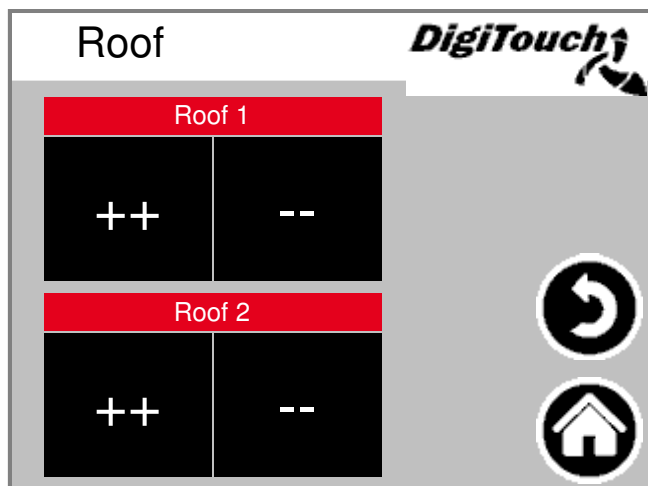 Roof
DigiTouch
Roof 1
++
--
Roof 2
++
--